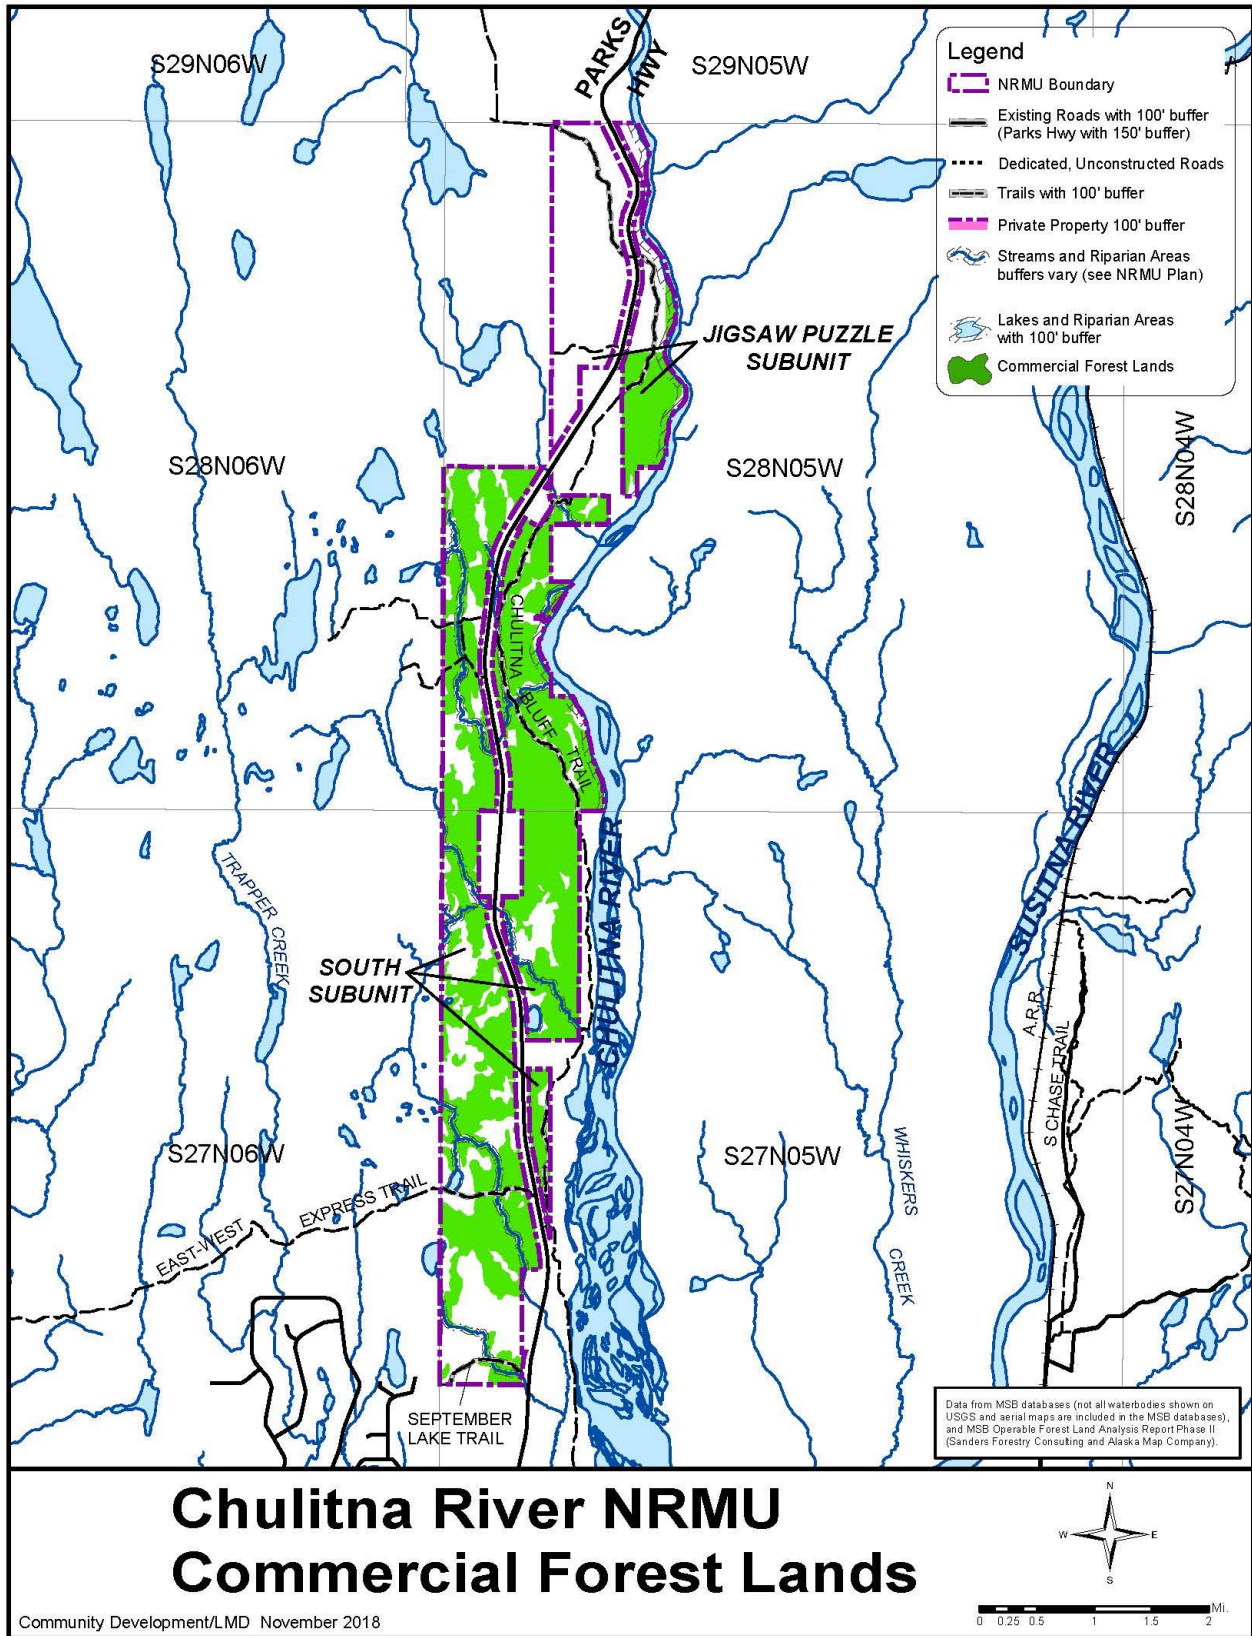 S29N06W
PARKS
HWY
S29N05W
Legend
NRMU Boundary
Existing Roads with 100' buffer
(Parks Hwy with 150' buffer)
Dedicated, Unconstructed Roads
Trails with 100' buffer
Private Property 100' buffer
Streams and Riparian Areas
buffers vary (see NRMU Plan)
Lakes and Riparian Areas
with 100' buffer
Commercial Forest Lands
JIGSAW PUZZLE
SUBUNIT
S28N06W
S28N05W
S28N04W
CHULITNA BLUFF TRAIL
SUSITNA RIVER
CHULITNA RIVER
TRAPPER CREEK
SOUTH
SUBUNIT
A.R.R.
S CHASE TRAIL
S27N06W
S27N05W
S27N04W
WHISKERS CREEK
EAST-WEST EXPRESS TRAIL
SEPTEMBER
LAKE TRAIL
Data from MSB databases (not all waterbodies shown on
USGS and aerial maps are included in the MSB databases),
and MSB Operable Forest Land Analysis Report Phase II
(Sanders Forestry Consulting and Alaska Map Company).
Chulitna River NRMU
Commercial Forest Lands
N
W E
S
Community Development/LMD November 2018
Mi.
0 0.25 0.5 1 1.5 2